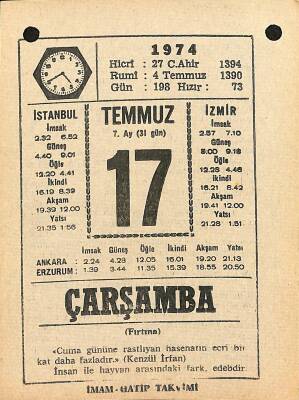 1974
Hicrî : 27 C.Ahir 1394
Rumî : 4 Temmuz 1390
Gün : 198 Hızır : 73
İSTANBUL
İmsak
2.32 6.52
Güneş
4.40 9.01
Öğle
12.20 4.41
İkindi
16.19 8.39
Akşam
19.39 12.00
Yatsı
21.35 1.56
TEMMUZ
7. Ay (31 gün)
17
İZMİR
İmsak
2.57 7.10
Güneş
5.00 9.18
Öğle
12.28 4.46
İkindi
16.21 8.42
Akşam
19.41 12.00
Yatsı
21.28 1.51
İmsak Güneş Öğle İkindi Akşam Yatsı
ANKARA : 2.24 4.28 12.05 16.01 19.20 21.13
ERZURUM : 1.39 3.44 11.35 15.39 18.55 20.50
ÇARŞAMBA
(Fırtına)
«Cuma gününe rastlıyan hasenatın ecri bir
kat daha fazladır.» (Kenzül İrfan)
İnsan ile hayvan arasındaki fark, edebdir
İMAM-HATİP TAKVİMİ